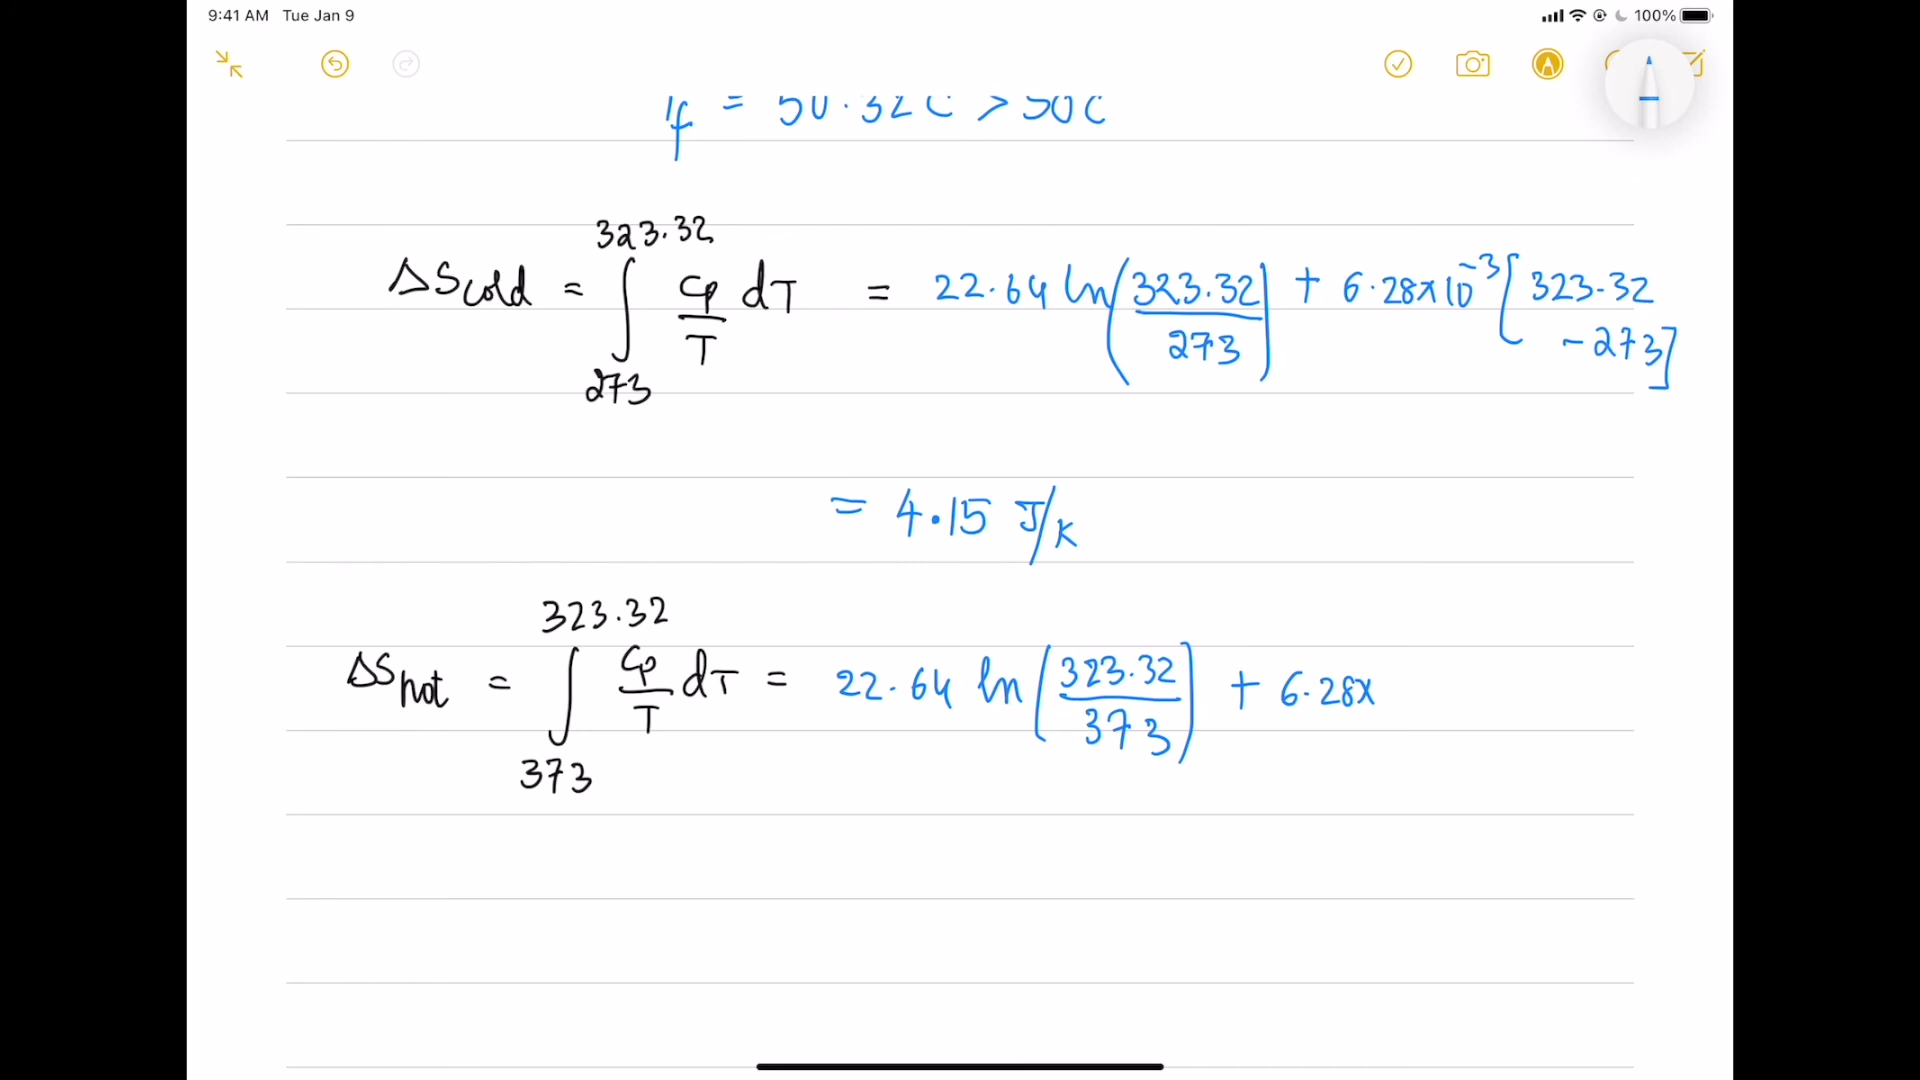 9:41 AM Tue Jan 9 100%
Tf = 50.32C > 50C
ΔScold = ∫₂₇₃^323.32 Cp/T dT = 22.64 ln(323.32/273) + 6.28x10⁻³[323.32 -273]
= 4.15 J/K
ΔShot = ∫₃₇₃^323.32 Cp/T dT = 22.64 ln(323.32/373) + 6.28x